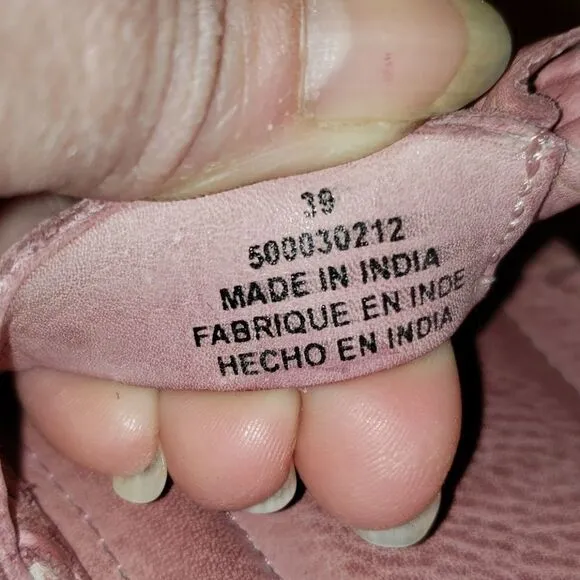 39
500030212
MADE IN INDIA
FABRIQUE EN INDE
HECHO EN INDIA